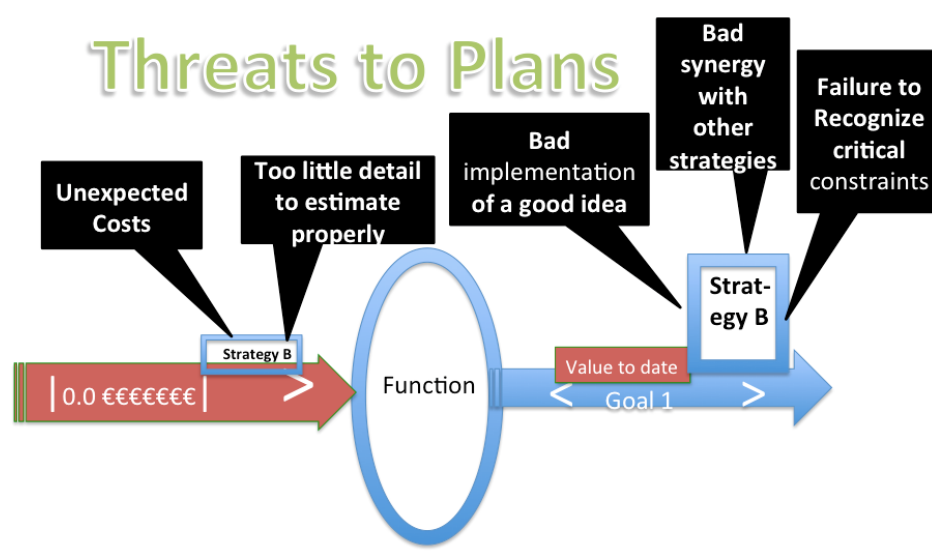 Threats to Plans
Bad
synergy
with
other
strategies
Failure to
Recognize
critical
constraints
Bad
implementation
of a good idea
Too little detail
to estimate
properly
Unexpected
Costs
Strat-
egy B
Strategy B
Value to date
Function
|0.0 €€€€€€€| >
< Goal 1 >